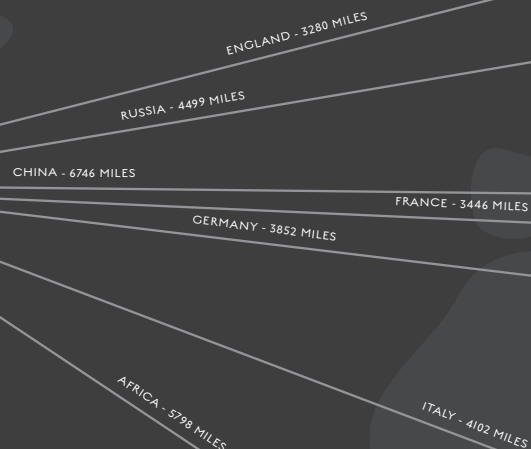 ENGLAND - 3280 MILES
RUSSIA - 4499 MILES
CHINA - 6746 MILES
FRANCE - 3446 MILES
GERMANY - 3852 MILES
AFRICA - 5798 MILES
ITALY - 4102 MILES